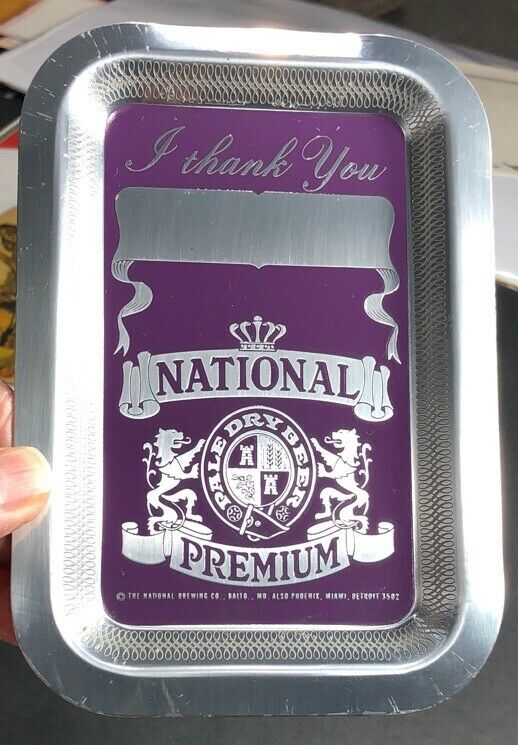 I thank You
NATIONAL
PALE DRY BEER
PREMIUM
© THE NATIONAL BREWING CO., BALTO., MD. ALSO PHOENIX, MIAMI, DETROIT 3502